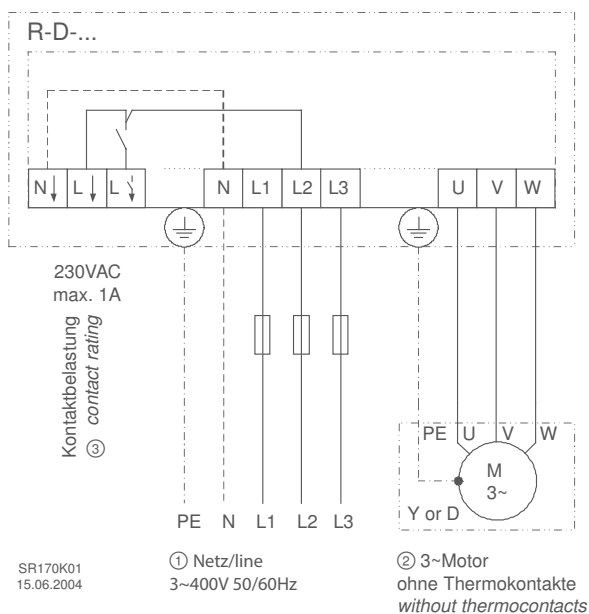 R-D-...
N L L N L1 L2 L3 U V W
230VAC
max. 1A
Kontaktbelastung
contact rating
③
PE U V W
M
3~
Y or D
PE N L1 L2 L3
SR170K01
15.06.2004
① Netz/line
3~400V 50/60Hz
② 3~Motor
ohne Thermokontakte
without thermocontacts